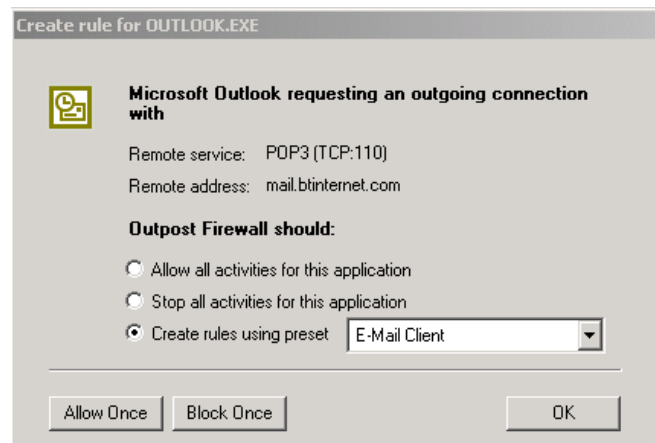 Create rule for OUTLOOK.EXE
Microsoft Outlook requesting an outgoing connection
with
Remote service: POP3 (TCP:110)
Remote address: mail.btinternet.com
Outpost Firewall should:
Allow all activities for this application
Stop all activities for this application
Create rules using preset E-Mail Client
Allow Once Block Once OK